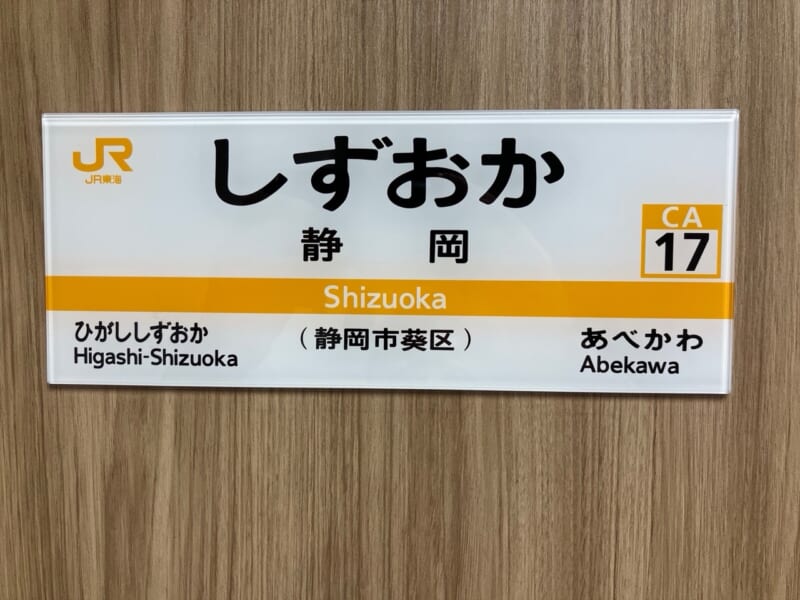 JR
JR東海
しずおか
静岡
CA
17
Shizuoka
ひがししずおか
Higashi-Shizuoka
（静岡市葵区）
あべかわ
Abekawa